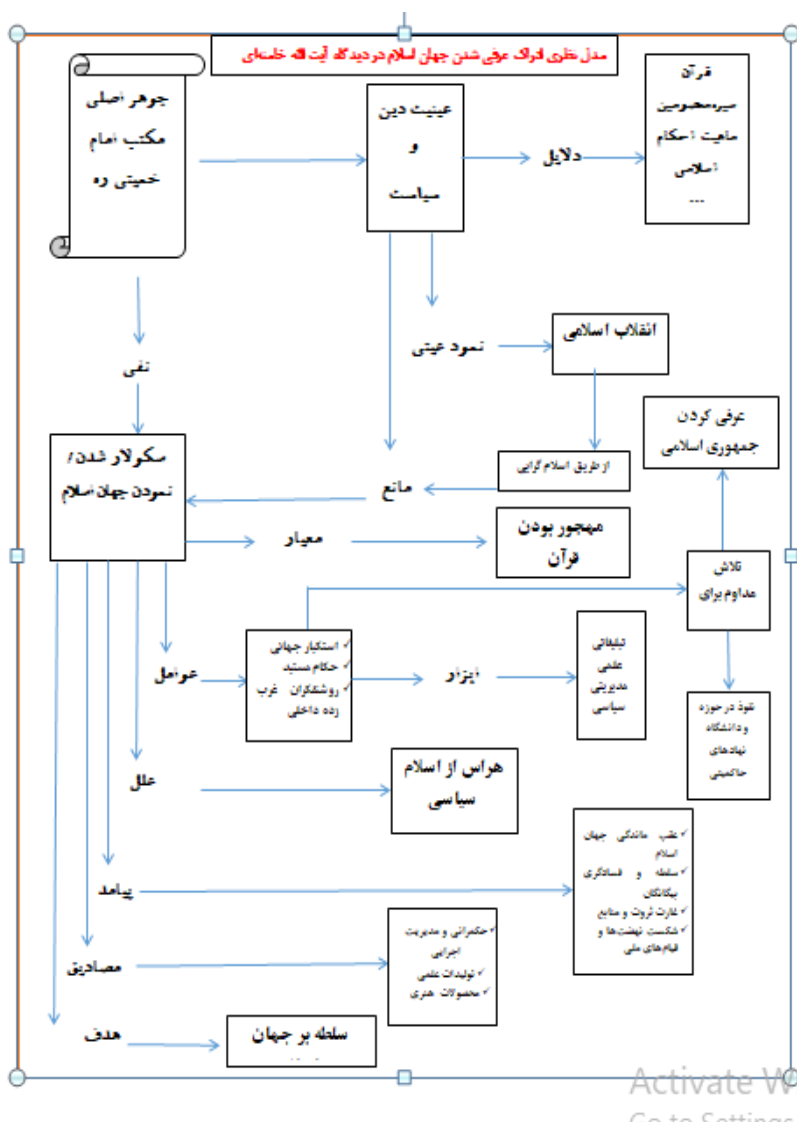 مدل نظری ادراک عرفی شدن جهان اسلام در دیدگاه آیت الله خامنه‌ای
جوهر اصلی
مکتب امام
خمینی ره
عینیت دین
و
سیاست
دلایل
قرآن
سیره‌معصومین
ماهیت احکام
اسلامی
...
نفی
نمود عینی
انقلاب اسلامی
عرفی کردن
جمهوری اسلامی
سکولار شدن/
نمودن جهان اسلام
مانع
از طریق اسلام گرایی
معیار
مهجور بودن
قرآن
تلاش
مداوم برای
عوامل
✓ استکبار جهانی
✓ حکام مستبد
✓ روشنفکران غرب
زده داخلی
ابزار
تبلیغاتی
علمی
مدیریتی
سیاسی
نفوذ در حوزه
و دانشگاه
نهادهای
حاکمیتی
علل
هراس از اسلام
سیاسی
پیامد
✓ عقب ماندگی جهان
اسلام
✓ سلطه و فسادگری
بیگانگان
✓ غارت ثروت و منابع
✓ شکست نهضت‌ها و
قیام‌های ملی
مصادیق
✓ حکمرانی و مدیریت
اجرایی
✓ تولیدات علمی
✓ محصولات هنری
هدف
سلطه بر جهان
Activate W
Go to Settings